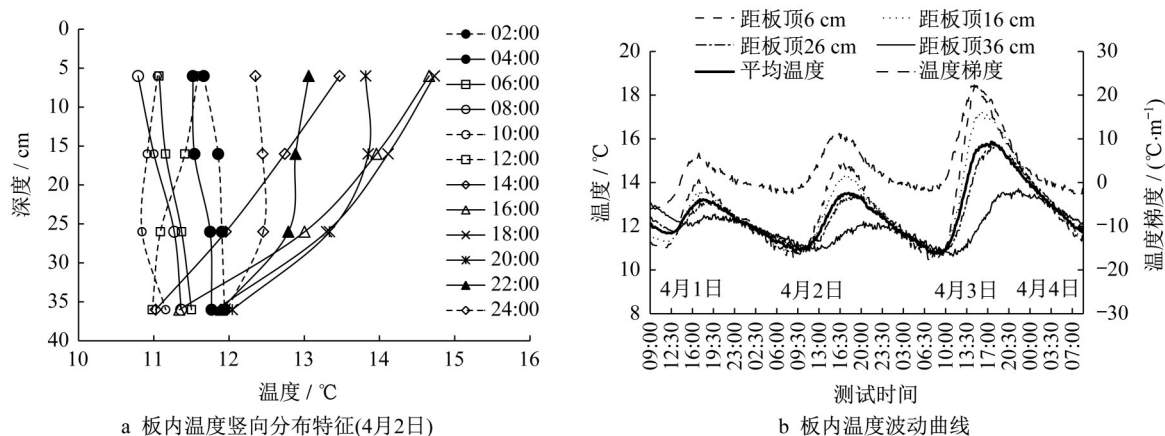 0
5
10
15
20
25
30
35
40
深度 / cm
10 11 12 13 14 15 16
温度 / ℃
02:00
04:00
06:00
08:00
10:00
12:00
14:00
16:00
18:00
20:00
22:00
24:00
a 板内温度竖向分布特征(4月2日)
距板顶6 cm 距板顶16 cm
距板顶26 cm 距板顶36 cm
平均温度 温度梯度
20
18
16
14
12
10
8
温度 / ℃
30
20
10
0
−10
−20
−30
温度梯度 / (℃·m⁻¹)
4月1日 4月2日 4月3日 4月4日
09:00 12:30 16:00 19:30 23:00 02:30 06:00 09:30 13:00 16:30 20:00 23:30 03:00 06:30 10:00 13:30 17:00 20:30 00:00 03:30 07:00
测试时间
b 板内温度波动曲线